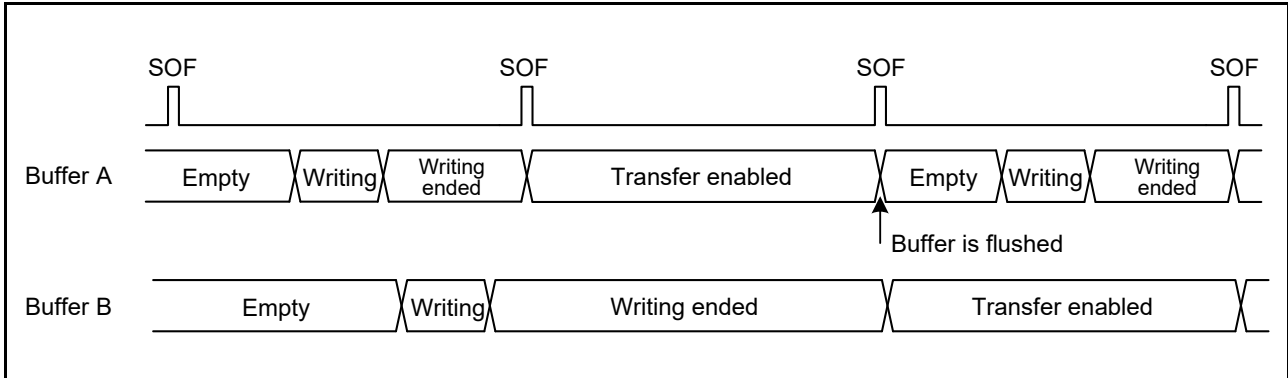 SOF SOF SOF SOF
Buffer A Empty Writing Writing ended Transfer enabled Empty Writing Writing ended
Buffer is flushed
Buffer B Empty Writing Writing ended Transfer enabled